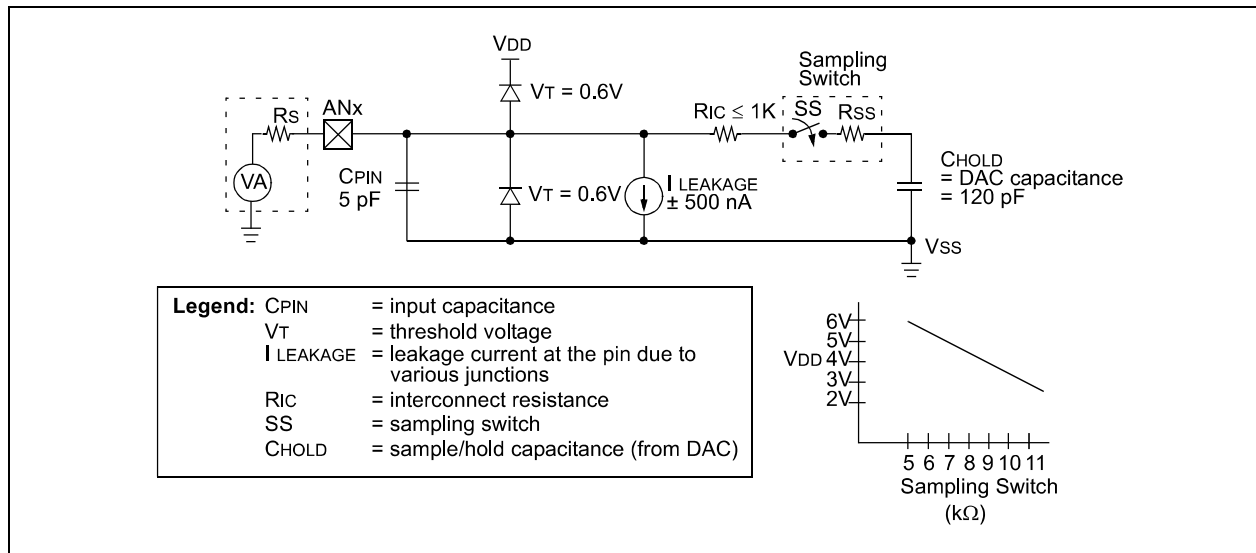 VDD
Sampling
Switch
VT = 0.6V
RS
ANx
RIC ≤ 1K
SS
RSS
VA
CPIN
5 pF
VT = 0.6V
I LEAKAGE
± 500 nA
CHOLD
= DAC capacitance
= 120 pF
VSS
Legend: CPIN = input capacitance
VT = threshold voltage
I LEAKAGE = leakage current at the pin due to
various junctions
RIC = interconnect resistance
SS = sampling switch
CHOLD = sample/hold capacitance (from DAC)
6V
5V
VDD 4V
3V
2V
5 6 7 8 9 10 11
Sampling Switch
(kΩ)